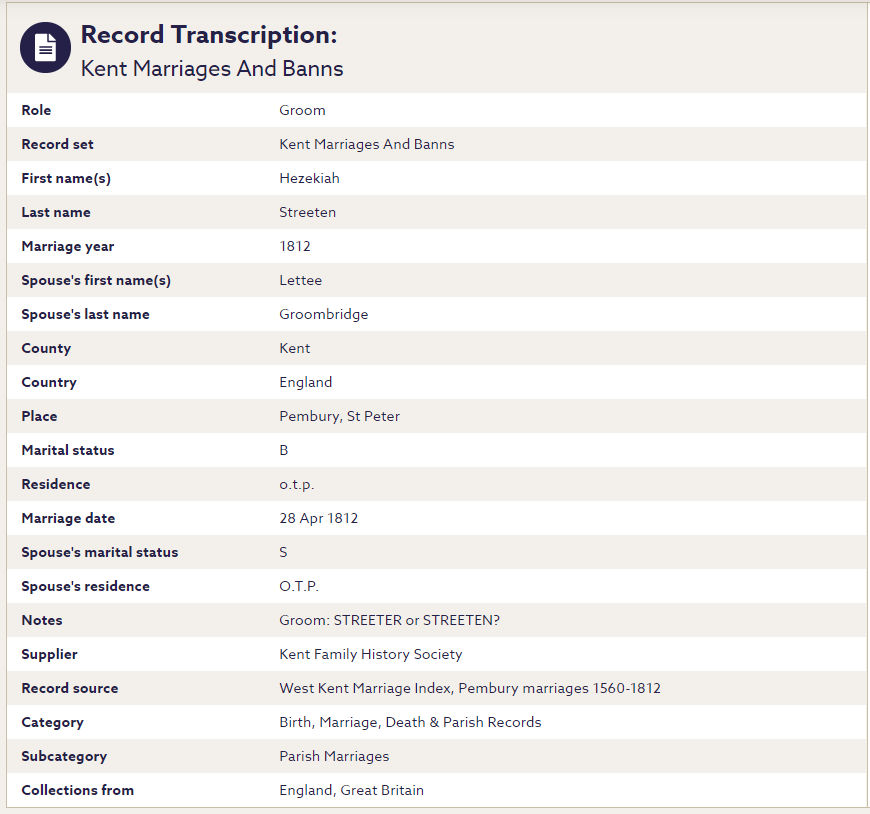 Record Transcription:
Kent Marriages And Banns
Role Groom
Record set Kent Marriages And Banns
First name(s) Hezekiah
Last name Streeten
Marriage year 1812
Spouse's first name(s) Lettee
Spouse's last name Groombridge
County Kent
Country England
Place Pembury, St Peter
Marital status B
Residence o.t.p.
Marriage date 28 Apr 1812
Spouse's marital status S
Spouse's residence O.T.P.
Notes Groom: STREETER or STREETEN?
Supplier Kent Family History Society
Record source West Kent Marriage Index, Pembury marriages 1560-1812
Category Birth, Marriage, Death & Parish Records
Subcategory Parish Marriages
Collections from England, Great Britain